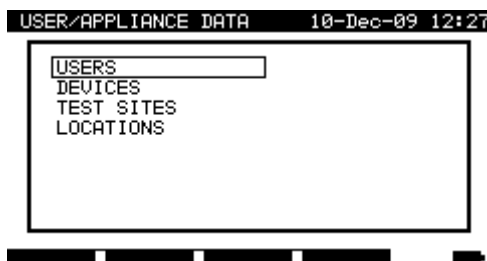 USER/APPLIANCE DATA 10-Dec-09 12:27
USERS
DEVICES
TEST SITES
LOCATIONS